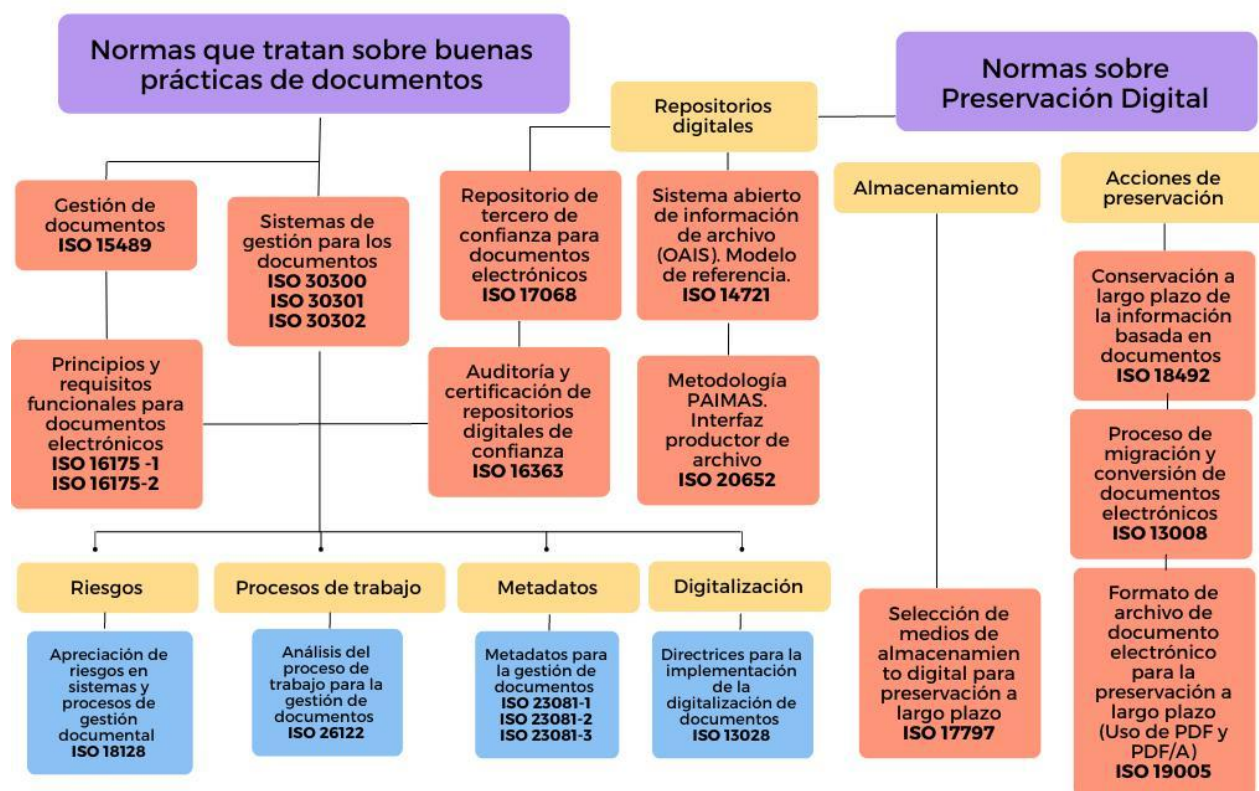 Normas que tratan sobre buenas
prácticas de documentos
Normas sobre
Preservación Digital
Repositorios
digitales
Gestión de
documentos
ISO 15489
Sistemas de
gestión para los
documentos
ISO 30300
ISO 30301
ISO 30302
Repositorio de
tercero de
confianza para
documentos
electrónicos
ISO 17068
Sistema abierto
de información
de archivo
(OAIS). Modelo
de referencia.
ISO 14721
Almacenamiento
Acciones de
preservación
Conservación a
largo plazo de
la información
basada en
documentos
ISO 18492
Principios y
requisitos
funcionales para
documentos
electrónicos
ISO 16175 -1
ISO 16175-2
Auditoría y
certificación de
repositorios
digitales de
confianza
ISO 16363
Metodología
PAIMAS.
Interfaz
productor de
archivo
ISO 20652
Proceso de
migración y
conversión de
documentos
electrónicos
ISO 13008
Riesgos
Procesos de trabajo
Metadatos
Digitalización
Apreciación de
riesgos en
sistemas y
procesos de
gestión
documental
ISO 18128
Análisis del
proceso de
trabajo para la
gestión de
documentos
ISO 26122
Metadatos para
la gestión de
documentos
ISO 23081-1
ISO 23081-2
ISO 23081-3
Directrices para la
implementación
de la
digitalización de
documentos
ISO 13028
Selección de
medios de
almacenamien
to digital para
preservación a
largo plazo
ISO 17797
Formato de
archivo de
documento
electrónico
para la
preservación a
largo plazo
(Uso de PDF y
PDF/A)
ISO 19005